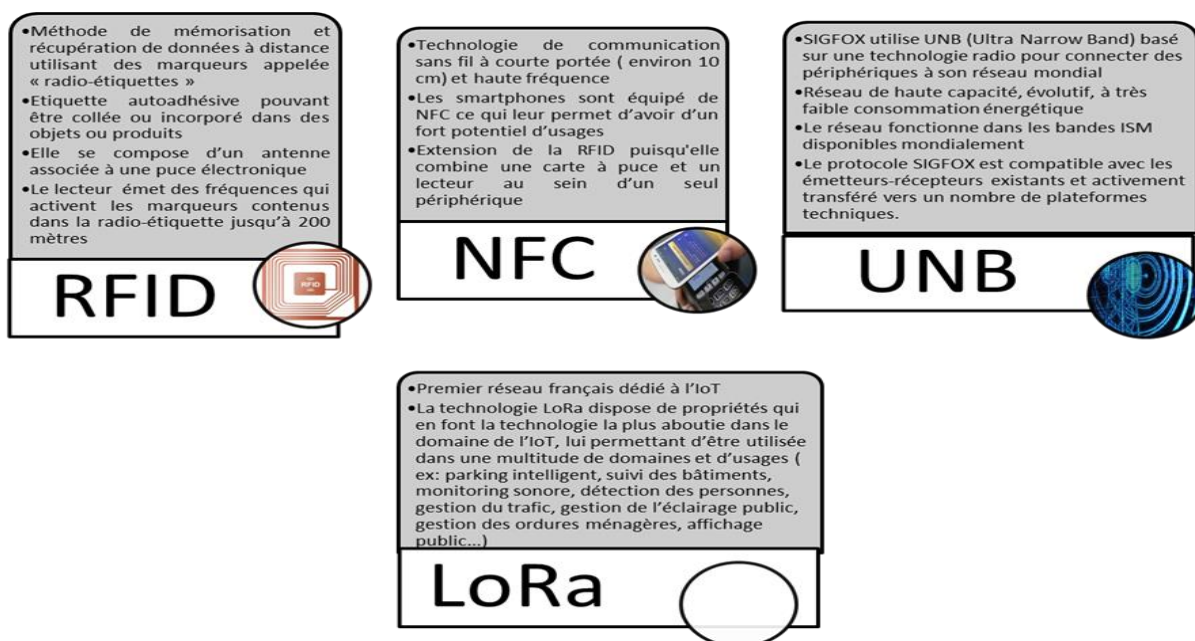 •Méthode de mémorisation et
récupération de données à distance
utilisant des marqueurs appelée
« radio-étiquettes »
•Etiquette autoadhésive pouvant
être collée ou incorporé dans des
objets ou produits
•Elle se compose d'un antenne
associée à une puce électronique
•Le lecteur émet des fréquences qui
activent les marqueurs contenus
dans la radio-étiquette jusqu'à 200
mètres
RFID
RFID
•Technologie de communication
sans fil à courte portée ( environ 10
cm) et haute fréquence
•Les smartphones sont équipé de
NFC ce qui leur permet d'avoir d'un
fort potentiel d'usages
•Extension de la RFID puisqu'elle
combine une carte à puce et un
lecteur au sein d'un seul
périphérique
NFC
•SIGFOX utilise UNB (Ultra Narrow Band) basé
sur une technologie radio pour connecter des
périphériques à son réseau mondial
•Réseau de haute capacité, évolutif, à très
faible consommation énergétique
•Le réseau fonctionne dans les bandes ISM
disponibles mondialement
•Le protocole SIGFOX est compatible avec les
émetteurs-récepteurs existants et activement
transféré vers un nombre de plateformes
techniques.
UNB
•Premier réseau français dédié à l'IoT
•La technologie LoRa dispose de propriétés qui
en font la technologie la plus aboutie dans le
domaine de l'IoT, lui permettant d'être utilisée
dans une multitude de domaines et d'usages (
ex: parking intelligent, suivi des bâtiments,
monitoring sonore, détection des personnes,
gestion du trafic, gestion de l'éclairage public,
gestion des ordures ménagères, affichage
public...)
LoRa